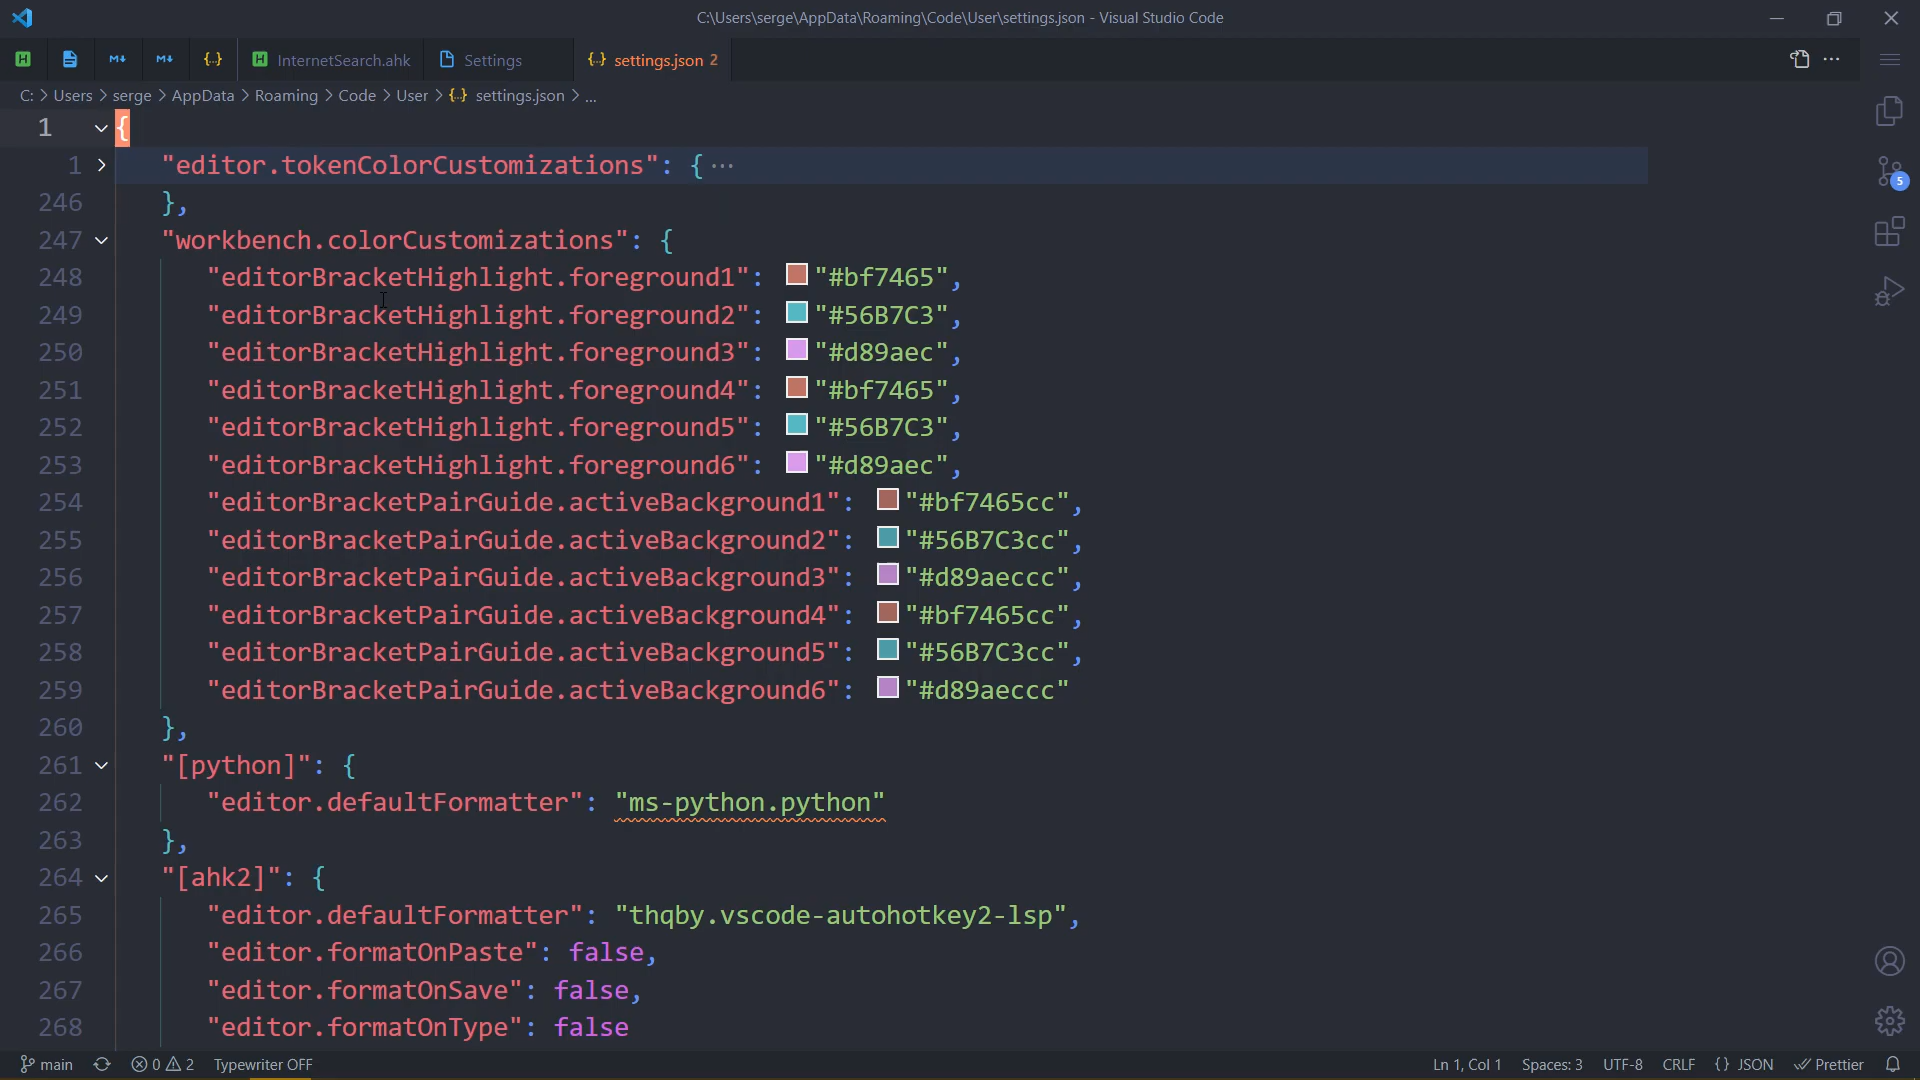 C:\Users\serge\AppData\Roaming\Code\User\settings.json - Visual Studio Code
InternetSearch.ahk
Settings
settings.json 2
C: > Users > serge > AppData > Roaming > Code > User > {} settings.json > ...
1 {
1 "editor.tokenColorCustomizations": { ...
246 },
247 "workbench.colorCustomizations": {
248 "editorBracketHighlight.foreground1": "#bf7465",
249 "editorBracketHighlight.foreground2": "#56B7C3",
250 "editorBracketHighlight.foreground3": "#d89aec",
251 "editorBracketHighlight.foreground4": "#bf7465",
252 "editorBracketHighlight.foreground5": "#56B7C3",
253 "editorBracketHighlight.foreground6": "#d89aec",
254 "editorBracketPairGuide.activeBackground1": "#bf7465cc",
255 "editorBracketPairGuide.activeBackground2": "#56B7C3cc",
256 "editorBracketPairGuide.activeBackground3": "#d89aeccc",
257 "editorBracketPairGuide.activeBackground4": "#bf7465cc",
258 "editorBracketPairGuide.activeBackground5": "#56B7C3cc",
259 "editorBracketPairGuide.activeBackground6": "#d89aeccc"
260 },
261 "[python]": {
262 "editor.defaultFormatter": "ms-python.python"
263 },
264 "[ahk2]": {
265 "editor.defaultFormatter": "thqby.vscode-autohotkey2-lsp",
266 "editor.formatOnPaste": false,
267 "editor.formatOnSave": false,
268 "editor.formatOnType": false
5
main 0 2 Typewriter OFF Ln 1, Col 1 Spaces: 3 UTF-8 CRLF {} JSON Prettier